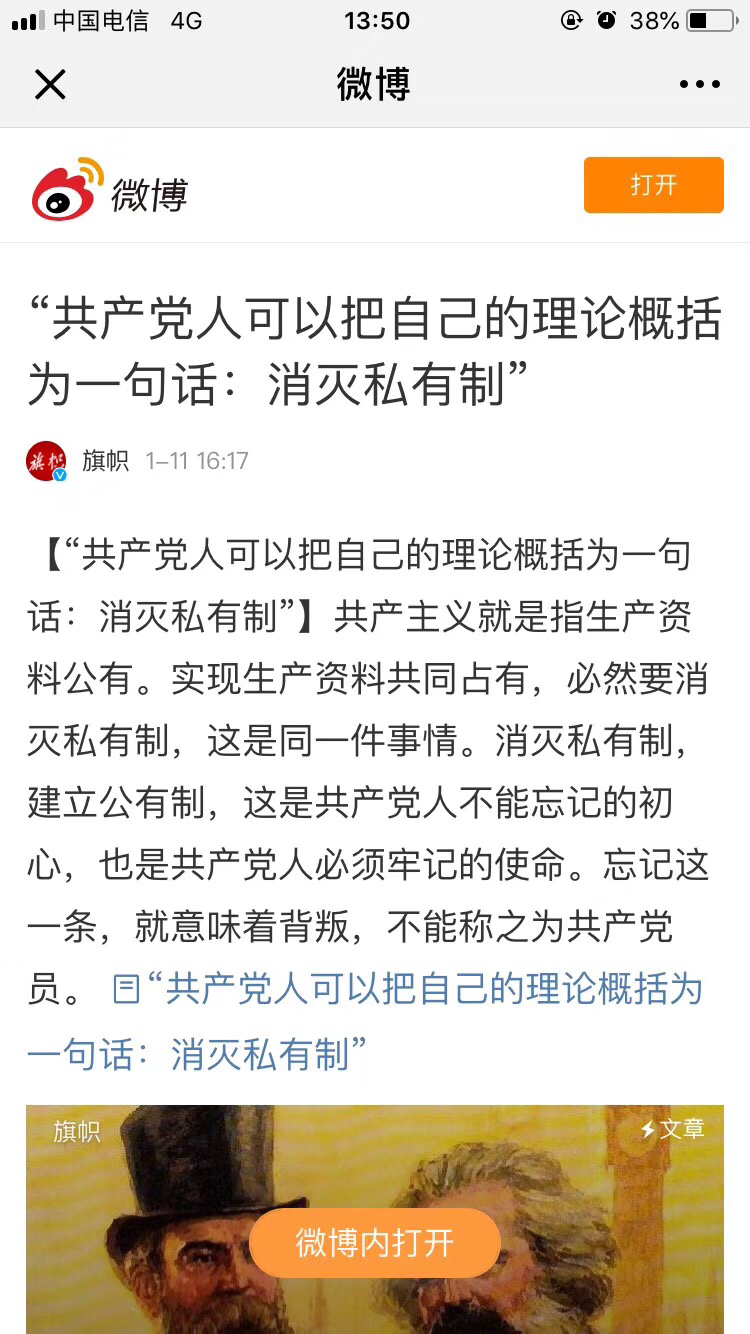 中国电信 4G 13:50 38%
微博
微博 打开
“共产党人可以把自己的理论概括
为一句话：消灭私有制”
旗帜 旗帜 1–11 16:17
【“共产党人可以把自己的理论概括为一句
话：消灭私有制”】共产主义就是指生产资
料公有。实现生产资料共同占有，必然要消
灭私有制，这是同一件事情。消灭私有制，
建立公有制，这是共产党人不能忘记的初
心，也是共产党人必须牢记的使命。忘记这
一条，就意味着背叛，不能称之为共产党
员。 “共产党人可以把自己的理论概括为
一句话：消灭私有制”
旗帜 文章
微博内打开